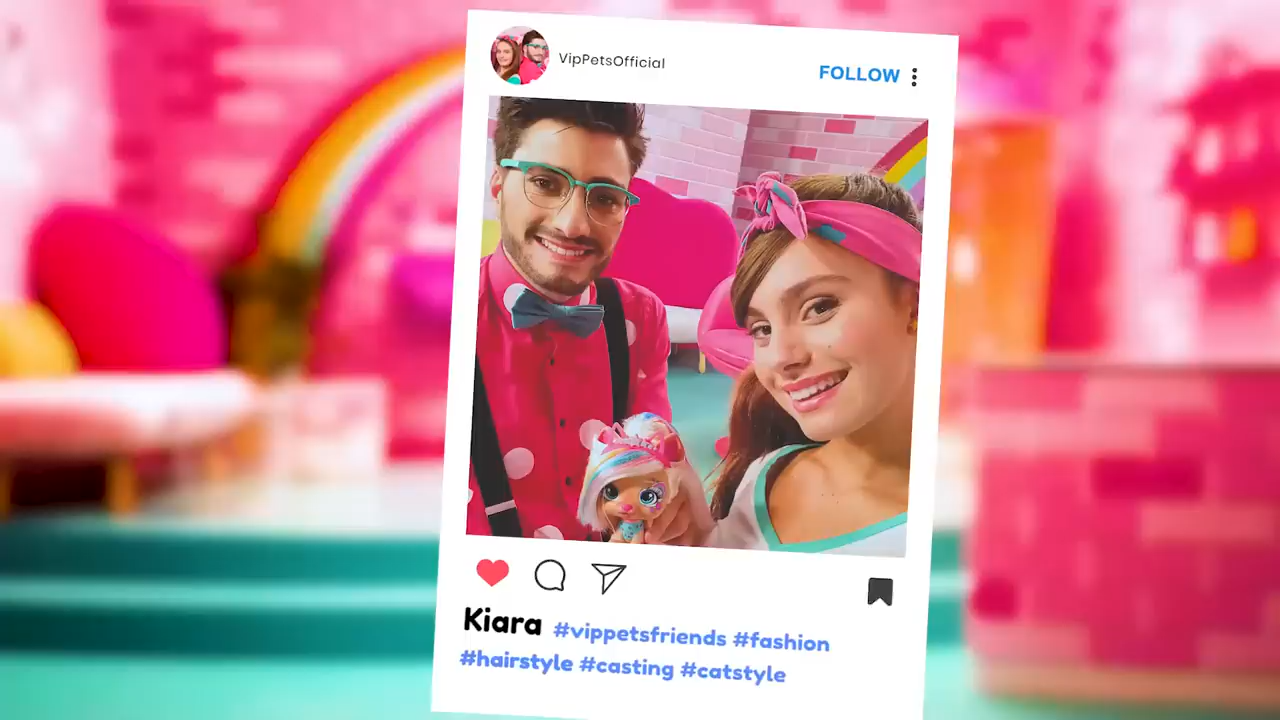 VipPetsOfficial
FOLLOW
Kiara #vippetsfriends #fashion
#hairstyle #casting #catstyle